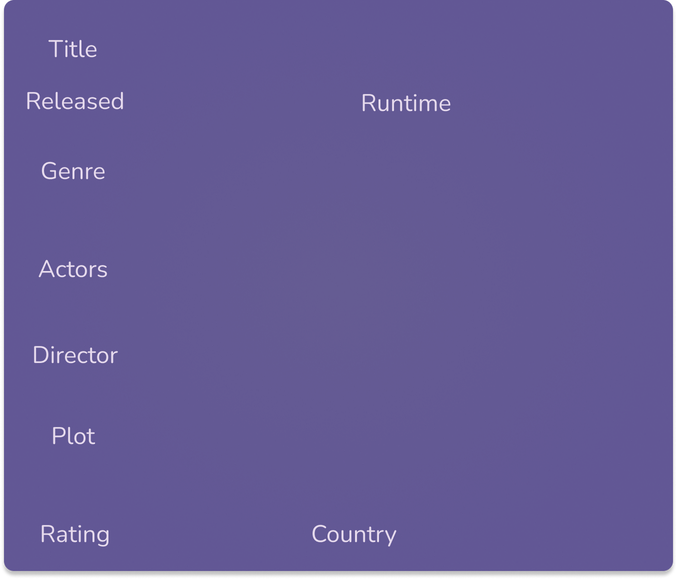 Title
Released Runtime
Genre
Actors
Director
Plot
Rating Country